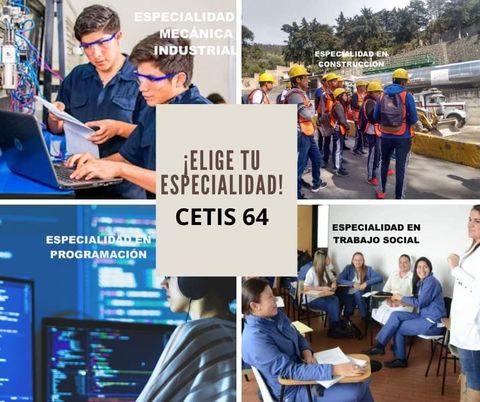 ESPECIALIDAD
MECÁNICA
INDUSTRIAL
ESPECIALIDAD EN
CONSTRUCCIÓN
¡ELIGE TU
ESPECIALIDAD!
CETIS 64
ESPECIALIDAD EN
PROGRAMACIÓN
ESPECIALIDAD EN
TRABAJO SOCIAL